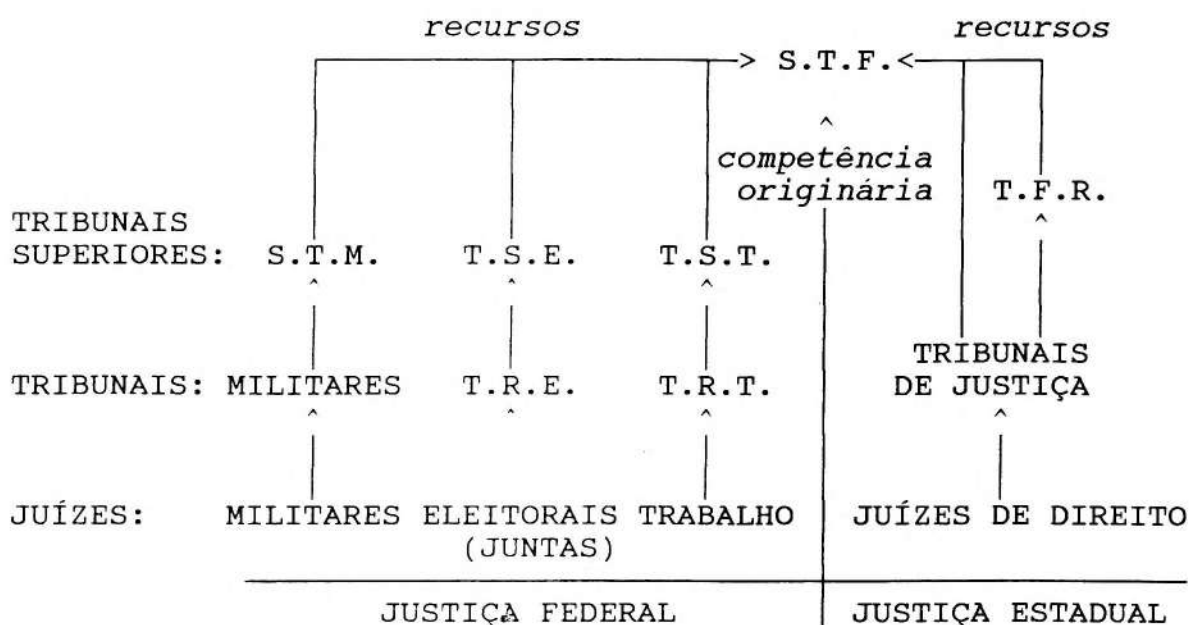 recursos recursos
> S.T.F.<
^
competência
originária T.F.R.
^
TRIBUNAIS
SUPERIORES: S.T.M. T.S.E. T.S.T.
^ ^ ^
TRIBUNAIS
TRIBUNAIS: MILITARES T.R.E. T.R.T. DE JUSTIÇA
^ ^ ^ ^
JUÍZES: MILITARES ELEITORAIS TRABALHO JUÍZES DE DIREITO
(JUNTAS)
JUSTIÇA FEDERAL JUSTIÇA ESTADUAL